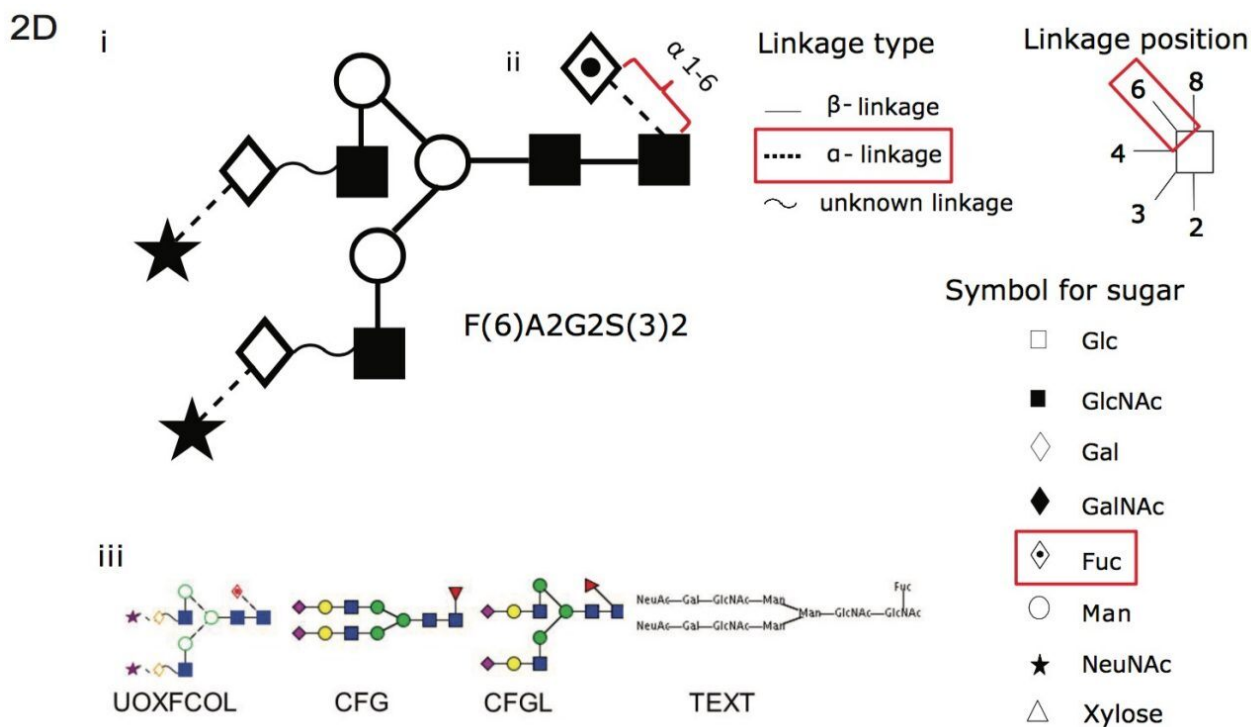 2D
i
ii
α 1-6
F(6)A2G2S(3)2
Linkage type
β- linkage
α- linkage
unknown linkage
Linkage position
6
8
4
3
2
Symbol for sugar
Glc
GlcNAc
Gal
GalNAc
Fuc
Man
NeuNAc
Xylose
iii
Fuc
NeuAc—Gal—GlcNAc—Man
Man—GlcNAc—GlcNAc
NeuAc—Gal—GlcNAc—Man
UOXFCOL
CFG
CFGL
TEXT